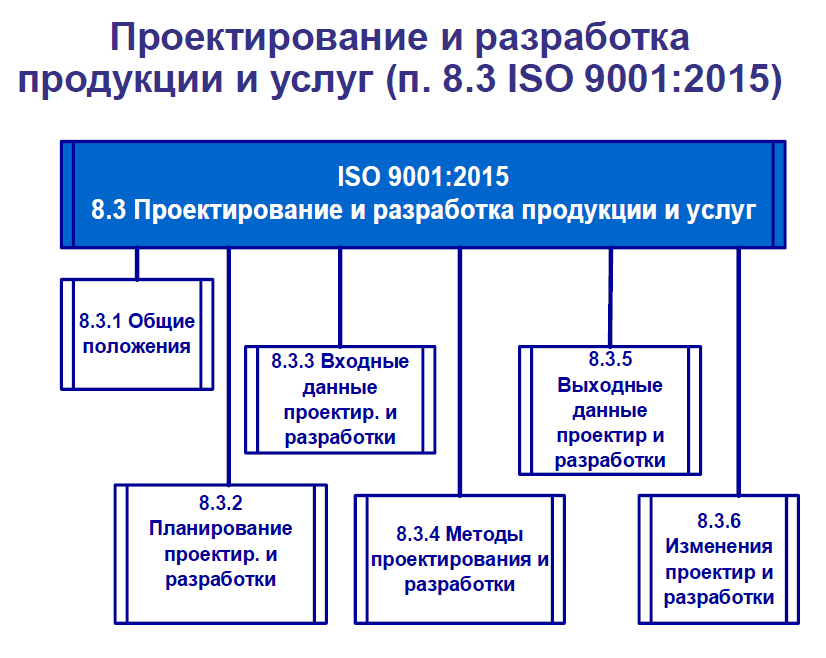 Проектирование и разработка
продукции и услуг (п. 8.3 ISO 9001:2015)
ISO 9001:2015
8.3 Проектирование и разработка продукции и услуг
8.3.1 Общие
положения
8.3.2
Планирование
проектир. и
разработки
8.3.3 Входные
данные
проектир. и
разработки
8.3.4 Методы
проектирования и
разработки
8.3.5
Выходные
данные
проектир и
разработки
8.3.6
Изменения
проектир и
разработки